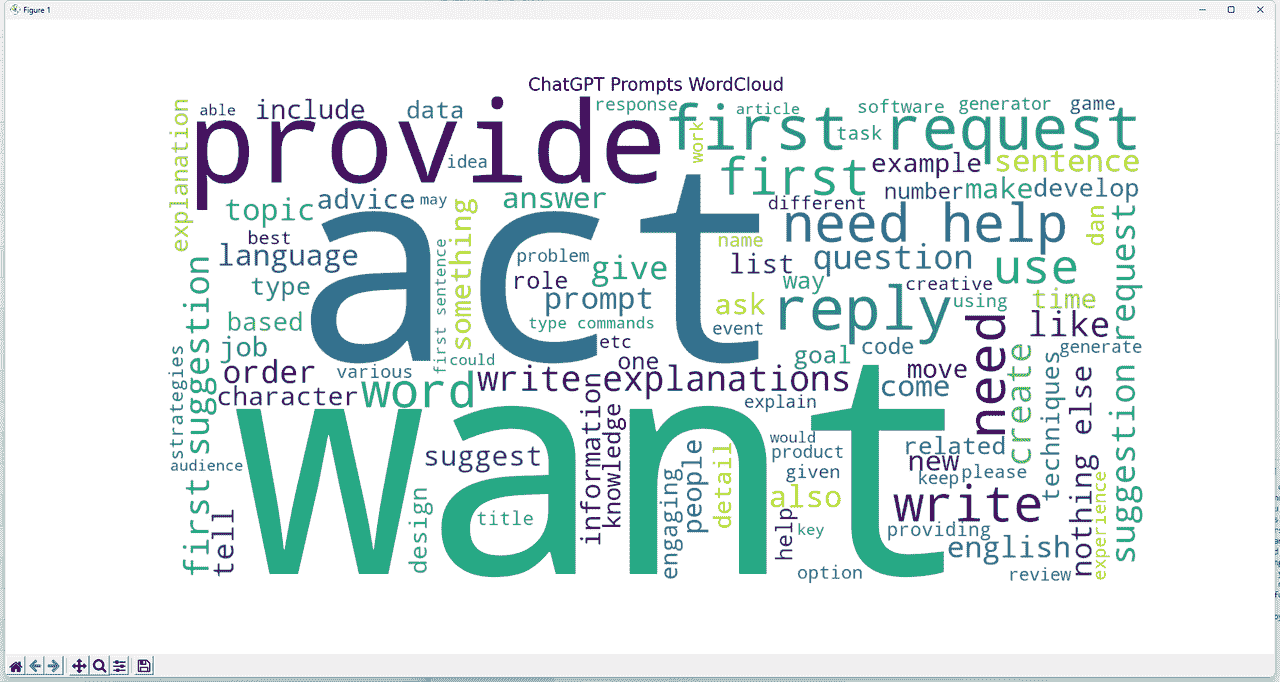 Figure 1
ChatGPT Prompts WordCloud
able
include
data
response
article
software
generator
game
explanation
provide
first
request
task
work
idea
example
sentence
first
advice
may
answer
topic
number
make
develop
different
best
something
act
need help
dan
language
problem
name
list
question
use
role
give
way
creative
type
prompt
ask
reply
using
time
first sentence
based
type commands
event
need
like
job
etc
code
generate
could
one
goal
order
various
move
strategies
first suggestion
character
word
write explanations
come
create
techniques
suggestion request
explain
want
would
related
audience
suggest
information
knowledge
people
detail
product
new
given
keep
please
nothing else
engaging
also
write
experience
tell
design
title
help
key
providing
english
option
review